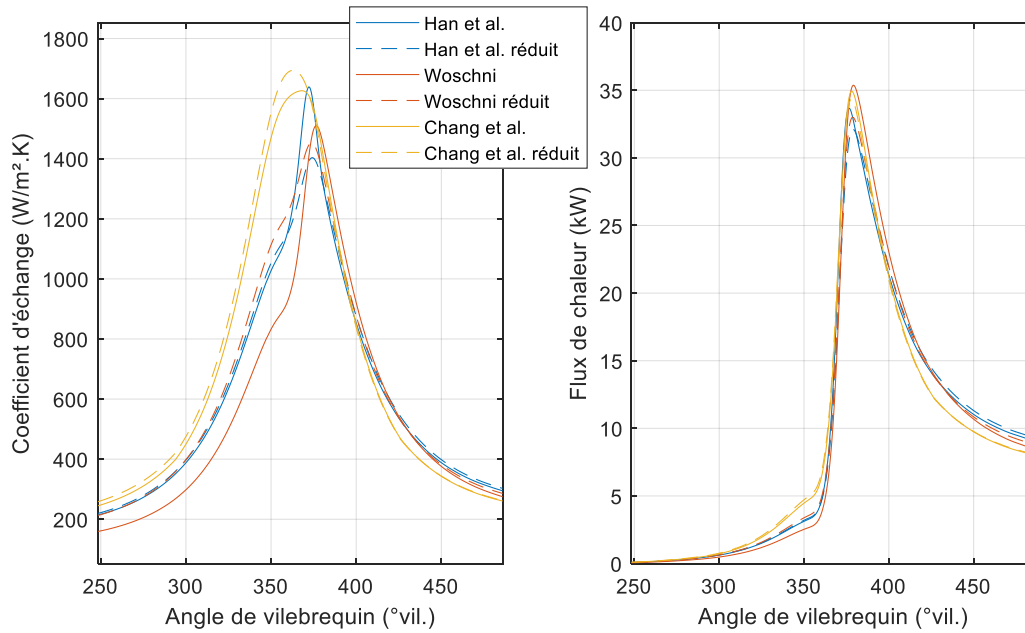 Coefficient d'échange (W/m².K)
1800
1600
1400
1200
1000
800
600
400
200
250 300 350 400 450
Angle de vilebrequin (°vil.)
Han et al.
Han et al. réduit
Woschni
Woschni réduit
Chang et al.
Chang et al. réduit
Flux de chaleur (kW)
40
35
30
25
20
15
10
5
0
250 300 350 400 450
Angle de vilebrequin (°vil.)